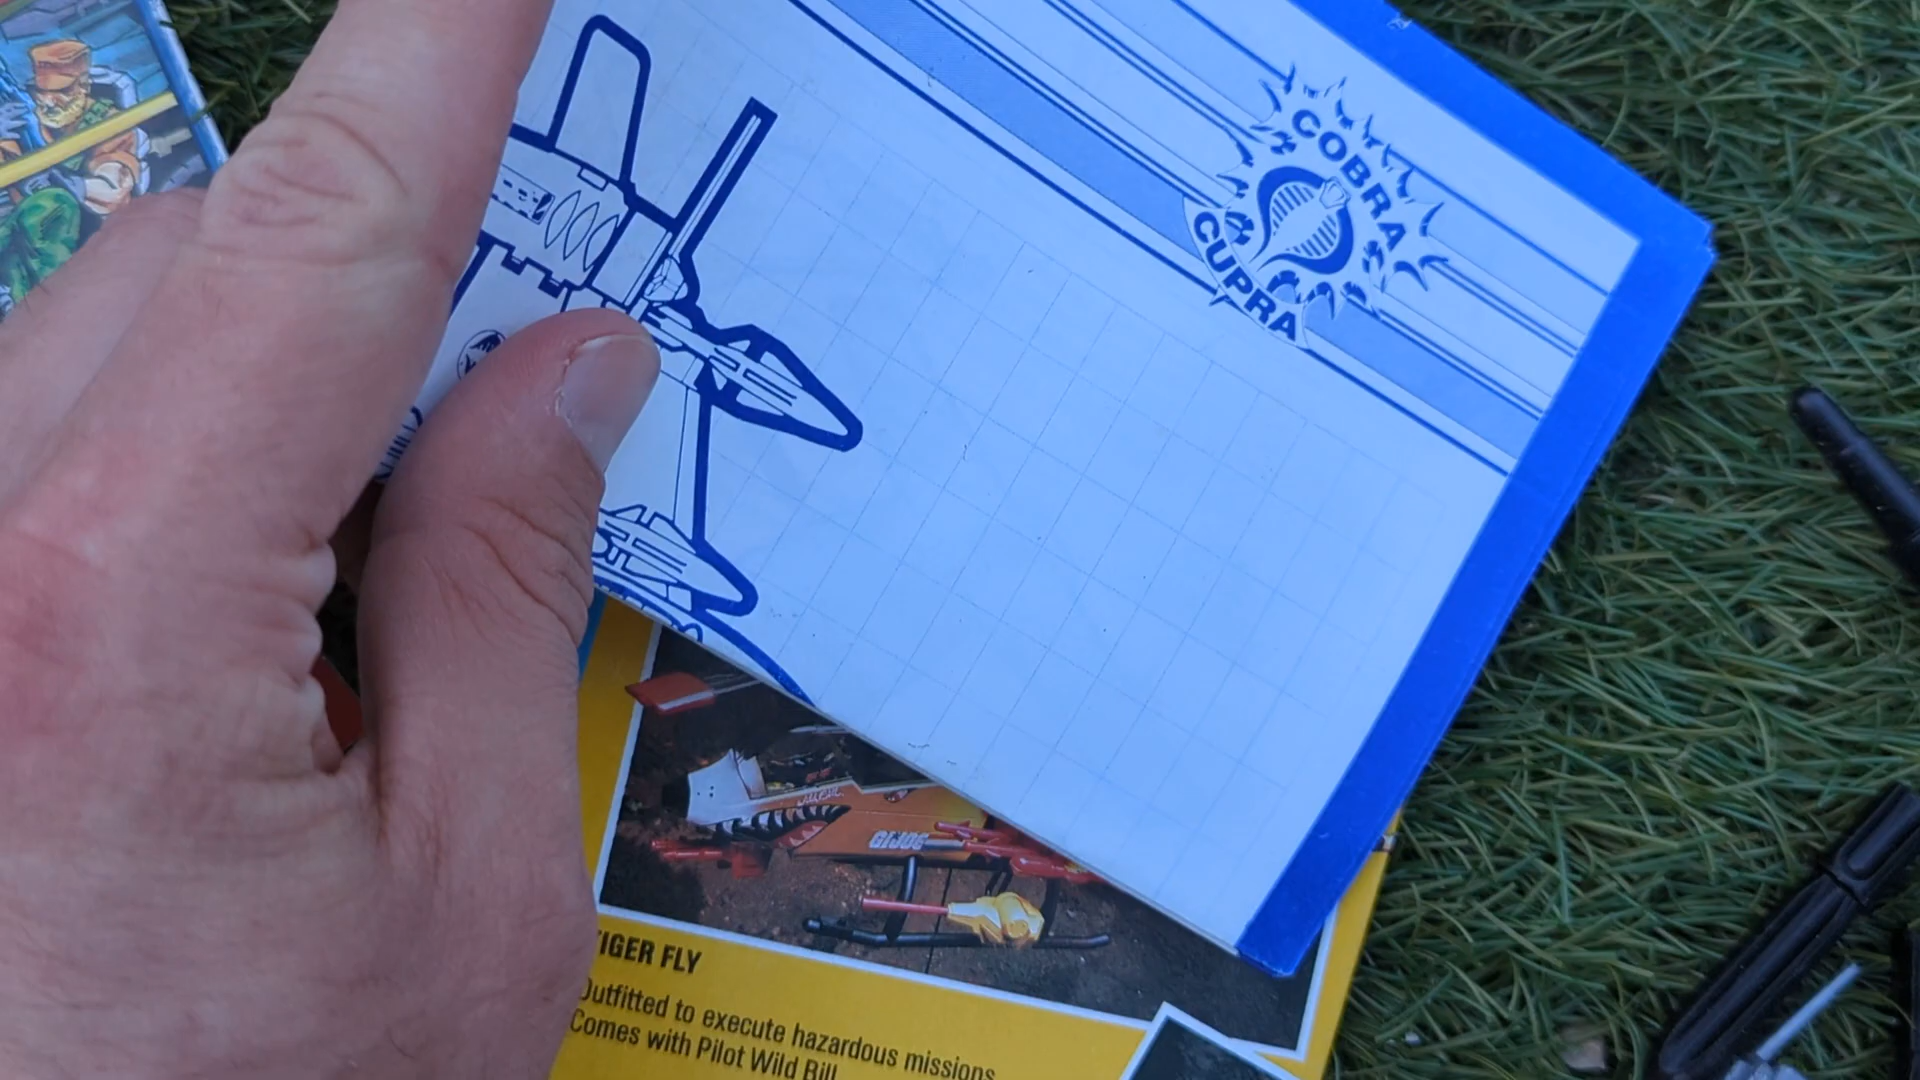 COBRA
CUPRA
GI JOE
TIGER FLY
Outfitted to execute hazardous missions
Comes with Pilot Wild Bill